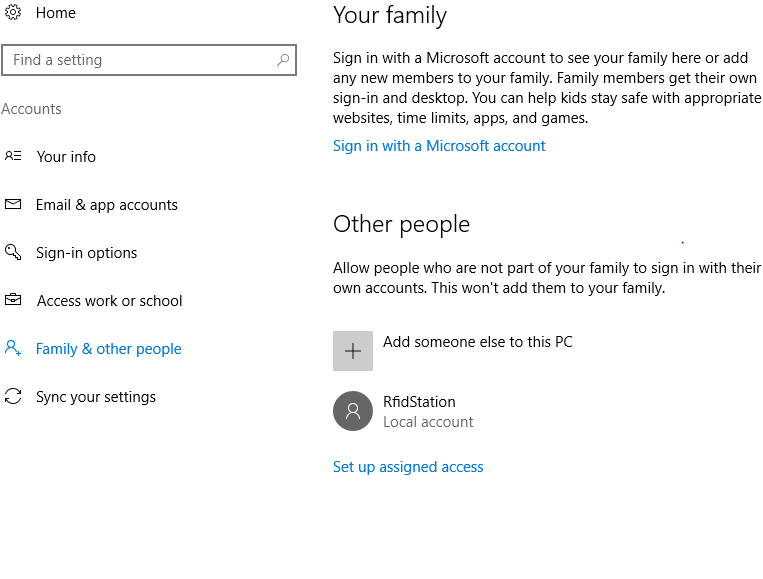 Home
Find a setting
Accounts
Your info
Email & app accounts
Sign-in options
Access work or school
Family & other people
Sync your settings
Your family
Sign in with a Microsoft account to see your family here or add
any new members to your family. Family members get their own
sign-in and desktop. You can help kids stay safe with appropriate
websites, time limits, apps, and games.
Sign in with a Microsoft account
Other people
Allow people who are not part of your family to sign in with their
own accounts. This won't add them to your family.
Add someone else to this PC
RfidStation
Local account
Set up assigned access